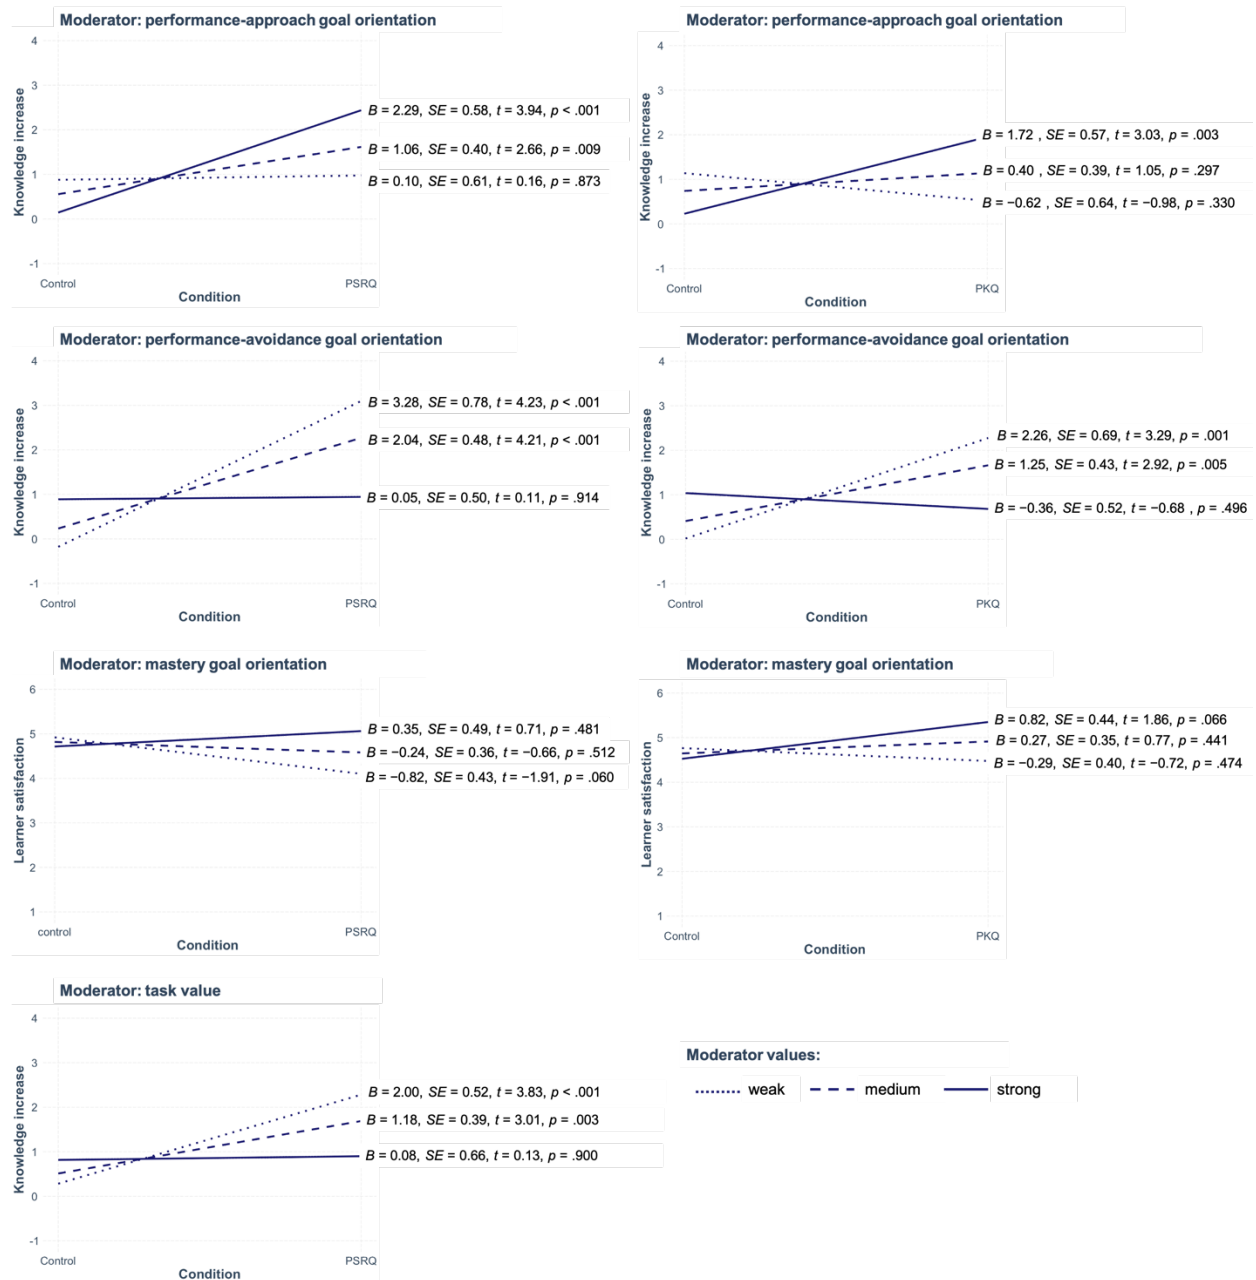 Moderator: performance-approach goal orientation
4
3
2
1
0
-1
Knowledge increase
B = 2.29, SE = 0.58, t = 3.94, p < .001
B = 1.06, SE = 0.40, t = 2.66, p = .009
B = 0.10, SE = 0.61, t = 0.16, p = .873
Control
PSRQ
Condition
Moderator: performance-approach goal orientation
4
3
2
1
0
-1
Knowledge increase
B = 1.72 , SE = 0.57, t = 3.03, p = .003
B = 0.40 , SE = 0.39, t = 1.05, p = .297
B = −0.62 , SE = 0.64, t = −0.98, p = .330
Control
PKQ
Condition
Moderator: performance-avoidance goal orientation
4
3
2
1
0
-1
Knowledge increase
B = 3.28, SE = 0.78, t = 4.23, p < .001
B = 2.04, SE = 0.48, t = 4.21, p < .001
B = 0.05, SE = 0.50, t = 0.11, p = .914
Control
PSRQ
Condition
Moderator: performance-avoidance goal orientation
4
3
2
1
0
-1
Knowledge increase
B = 2.26, SE = 0.69, t = 3.29, p = .001
B = 1.25, SE = 0.43, t = 2.92, p = .005
B = −0.36, SE = 0.52, t = −0.68 , p = .496
Control
PKQ
Condition
Moderator: mastery goal orientation
6
5
4
3
2
1
Learner satisfaction
B = 0.35, SE = 0.49, t = 0.71, p = .481
B = −0.24, SE = 0.36, t = −0.66, p = .512
B = −0.82, SE = 0.43, t = −1.91, p = .060
control
PSRQ
Condition
Moderator: mastery goal orientation
6
5
4
3
2
1
Learner satisfaction
B = 0.82, SE = 0.44, t = 1.86, p = .066
B = 0.27, SE = 0.35, t = 0.77, p = .441
B = −0.29, SE = 0.40, t = −0.72, p = .474
Control
PKQ
Condition
Moderator: task value
4
3
2
1
0
-1
Knowledge increase
B = 2.00, SE = 0.52, t = 3.83, p < .001
B = 1.18, SE = 0.39, t = 3.01, p = .003
B = 0.08, SE = 0.66, t = 0.13, p = .900
Control
PSRQ
Condition
Moderator values:
weak medium strong